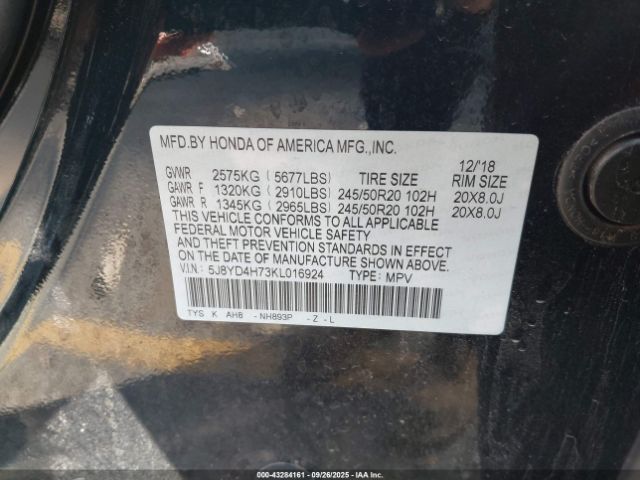 MFD.BY HONDA OF AMERICA MFG.,INC.
12/'18
GVWR 2575KG (5677LBS) TIRE SIZE RIM SIZE
GAWR F 1320KG (2910LBS) 245/50R20 102H 20X8.0J
GAWR R 1345KG (2965LBS) 245/50R20 102H 20X8.0J
THIS VEHICLE CONFORMS TO ALL APPLICABLE
FEDERAL MOTOR VEHICLE SAFETY
AND THEFT PREVENTION STANDARDS IN EFFECT
ON THE DATE OF MANUFACTURE SHOWN ABOVE.
V.I.N: 5J8YD4H73KL016924 TYPE: MPV
TYS K AH8 -NH893P -Z -L
© - 43284161 - 09/26/2025 - IAA Inc.